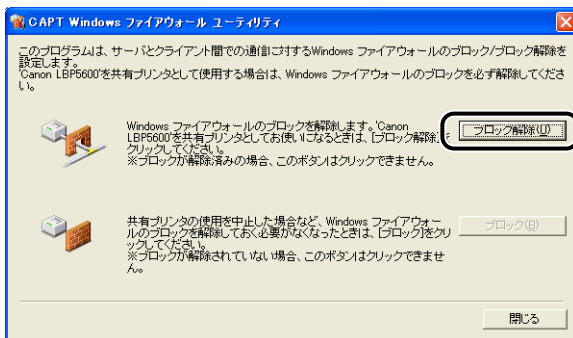 CAPT Windows ファイアウォール ユーティリティ
このプログラムは、サーバとクライアント間での通信に対するWindows ファイアウォールのブロック/ブロック解除を
設定します。
'Canon LBP5600'を共有プリンタとして使用する場合は、Windows ファイアウォールのブロックを必ず解除してくださ
い。
Windows ファイアウォールのブロックを解除します。'Canon
LBP5600'を共有プリンタとしてお使いになるときは、[ブロック解除]を
クリックしてください。
※ブロックが解除済みの場合、このボタンはクリックできません。
ブロック解除(U)
共有プリンタの使用を中止した場合など、Windows ファイアウォー
ルのブロックを解除しておく必要がなくなったときは、[ブロック]をクリ
ックしてください。
※ブロックが解除されていない場合、このボタンはクリックできませ
ん。
ブロック(B)
閉じる